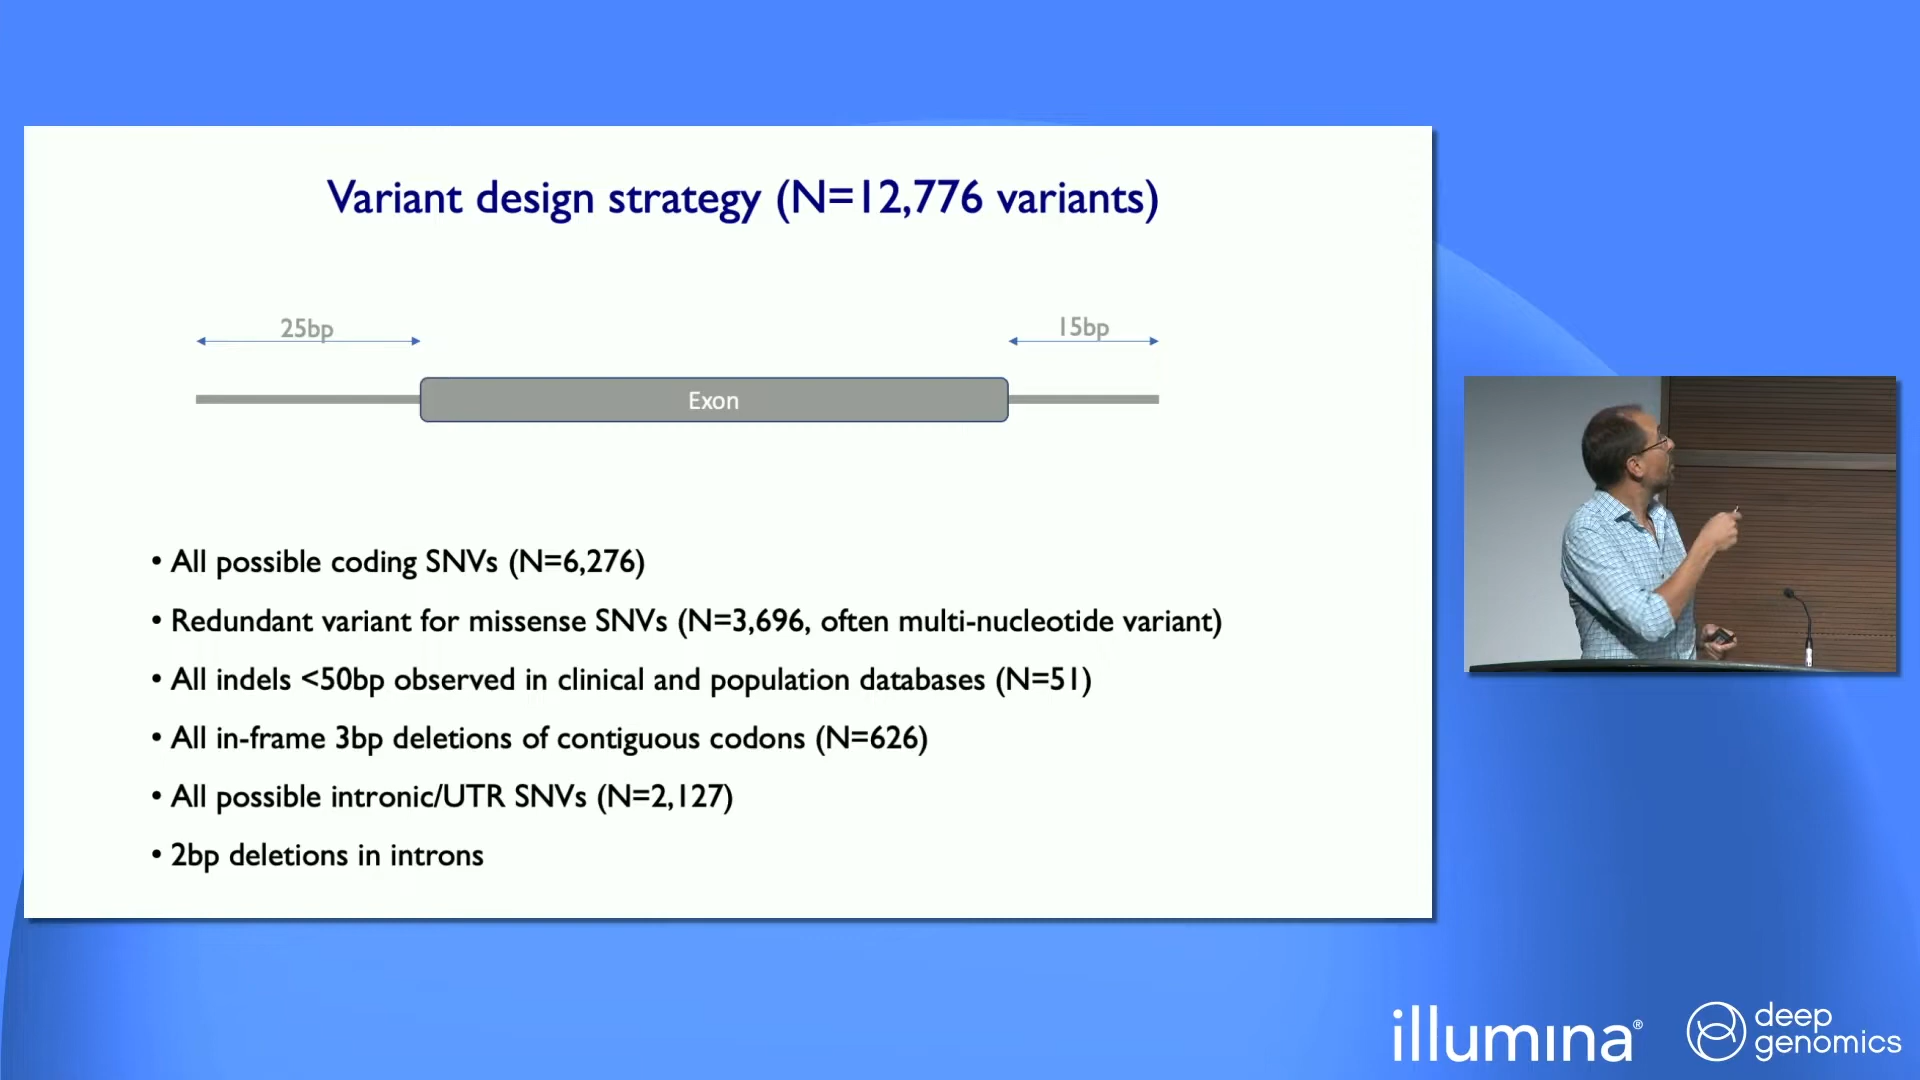 Variant design strategy (N=12,776 variants)
25bp
15bp
Exon
• All possible coding SNVs (N=6,276)
• Redundant variant for missense SNVs (N=3,696, often multi-nucleotide variant)
• All indels <50bp observed in clinical and population databases (N=51)
• All in-frame 3bp deletions of contiguous codons (N=626)
• All possible intronic/UTR SNVs (N=2,127)
• 2bp deletions in introns
illumina®
deep
genomics